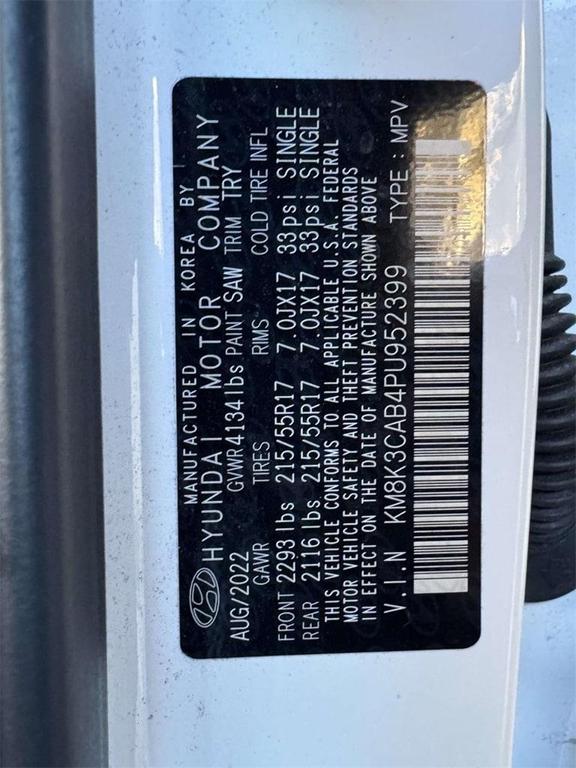 MANUFACTURED IN KOREA BY
HYUNDAI MOTOR COMPANY
AUG/2022 GVWR 4134lbs PAINT SAW TRIM TRY
GAWR TIRES RIMS COLD TIRE INFL
FRONT 2293 lbs 215/55R17 7.0JX17 33psi SINGLE
REAR 2116 lbs 215/55R17 7.0JX17 33psi SINGLE
THIS VEHICLE CONFORMS TO ALL APPLICABLE U.S.A. FEDERAL
MOTOR VEHICLE SAFETY AND THEFT PREVENTION STANDARDS
IN EFFECT ON THE DATE OF MANUFACTURE SHOWN ABOVE
V.I.N KM8K3CAB4PU952399 TYPE : MPV